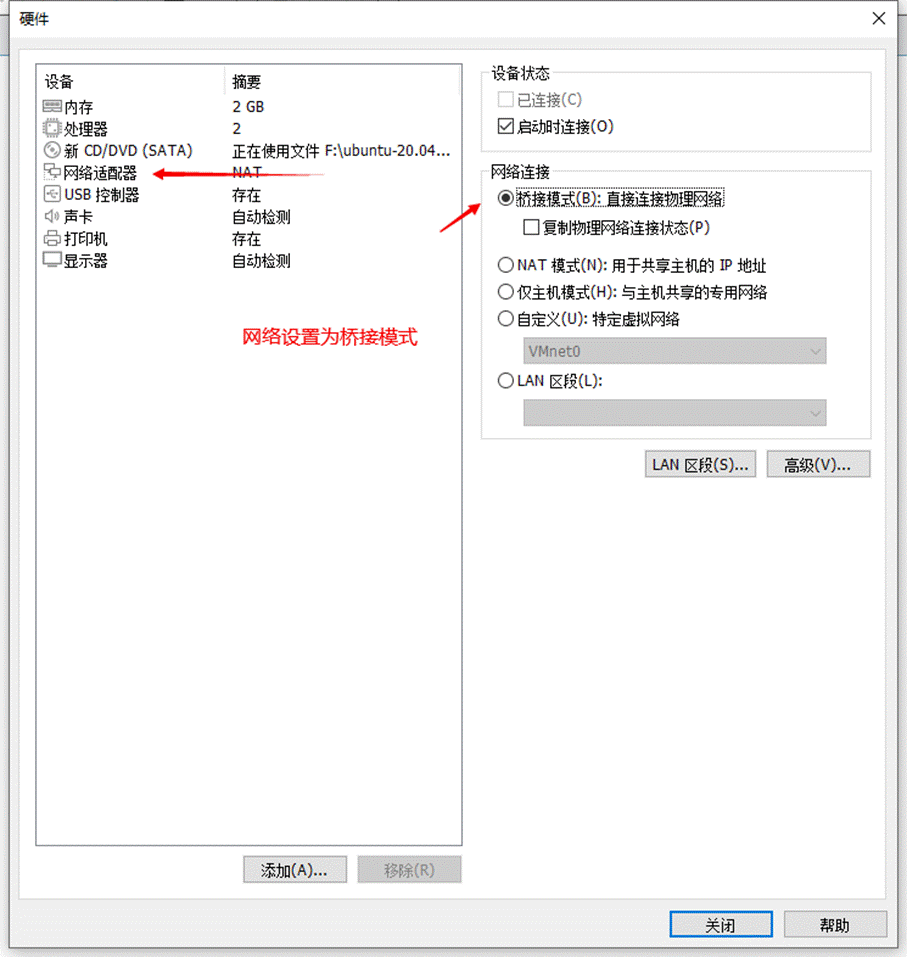 硬件
设备 摘要
内存 2 GB
处理器 2
新 CD/DVD (SATA) 正在使用文件 F:\ubuntu-20.04...
网络适配器 NAT
USB 控制器 存在
声卡 自动检测
打印机 存在
显示器 自动检测
网络设置为桥接模式
添加(A)... 移除(R)
设备状态
已连接(C)
启动时连接(O)
网络连接
桥接模式(B): 直接连接物理网络
复制物理网络连接状态(P)
NAT 模式(N): 用于共享主机的 IP 地址
仅主机模式(H): 与主机共享的专用网络
自定义(U): 特定虚拟网络
VMnet0
LAN 区段(L):
LAN 区段(S)... 高级(V)...
关闭 帮助